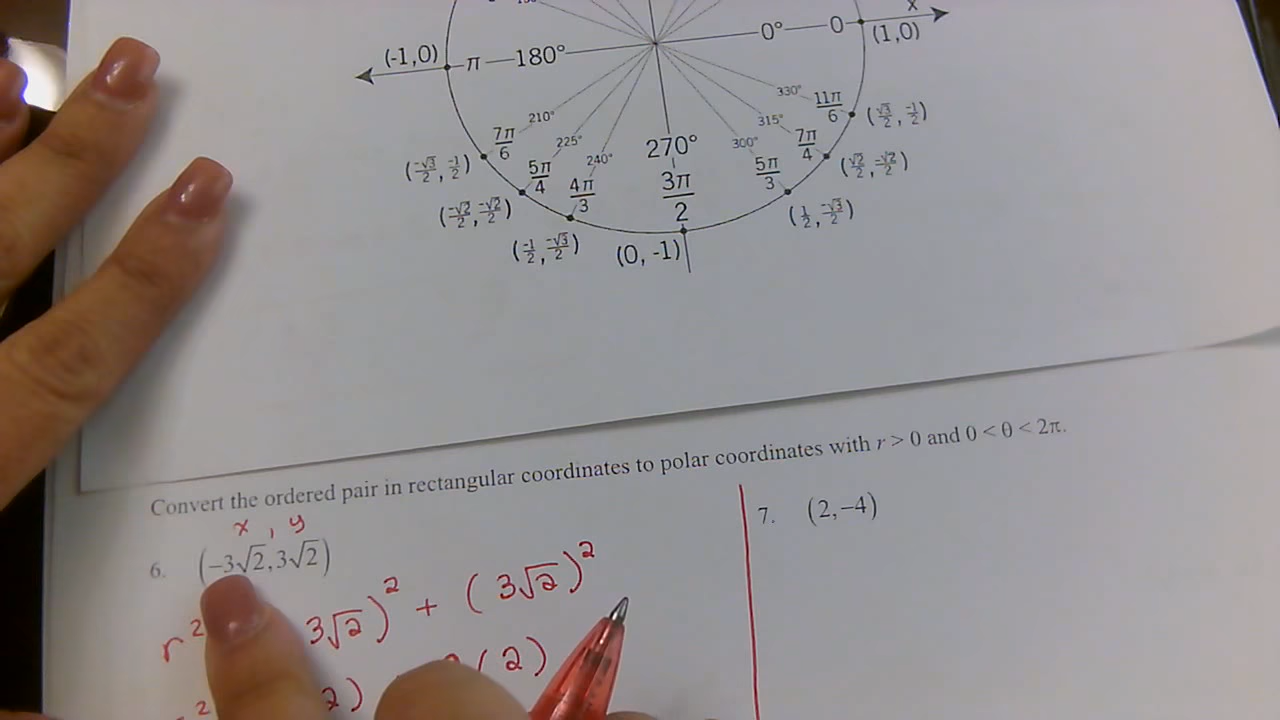 (-1,0) π 180° 0° 0 x (1,0)
330° 11π/6 (√3/2, -1/2)
210° 7π/6 (-√3/2, -1/2)
315° 7π/4 (√2/2, -√2/2)
225° 5π/4 (-√2/2, -√2/2)
300° 5π/3 (1/2, -√3/2)
240° 4π/3 (-1/2, -√3/2)
270° 3π/2 (0, -1)
Convert the ordered pair in rectangular coordinates to polar coordinates with r > 0 and 0 < θ < 2π.
x , y
6. (-3√2, 3√2)
7. (2,-4)
r² 3√2)² + (3√2)²
² 2) (2)